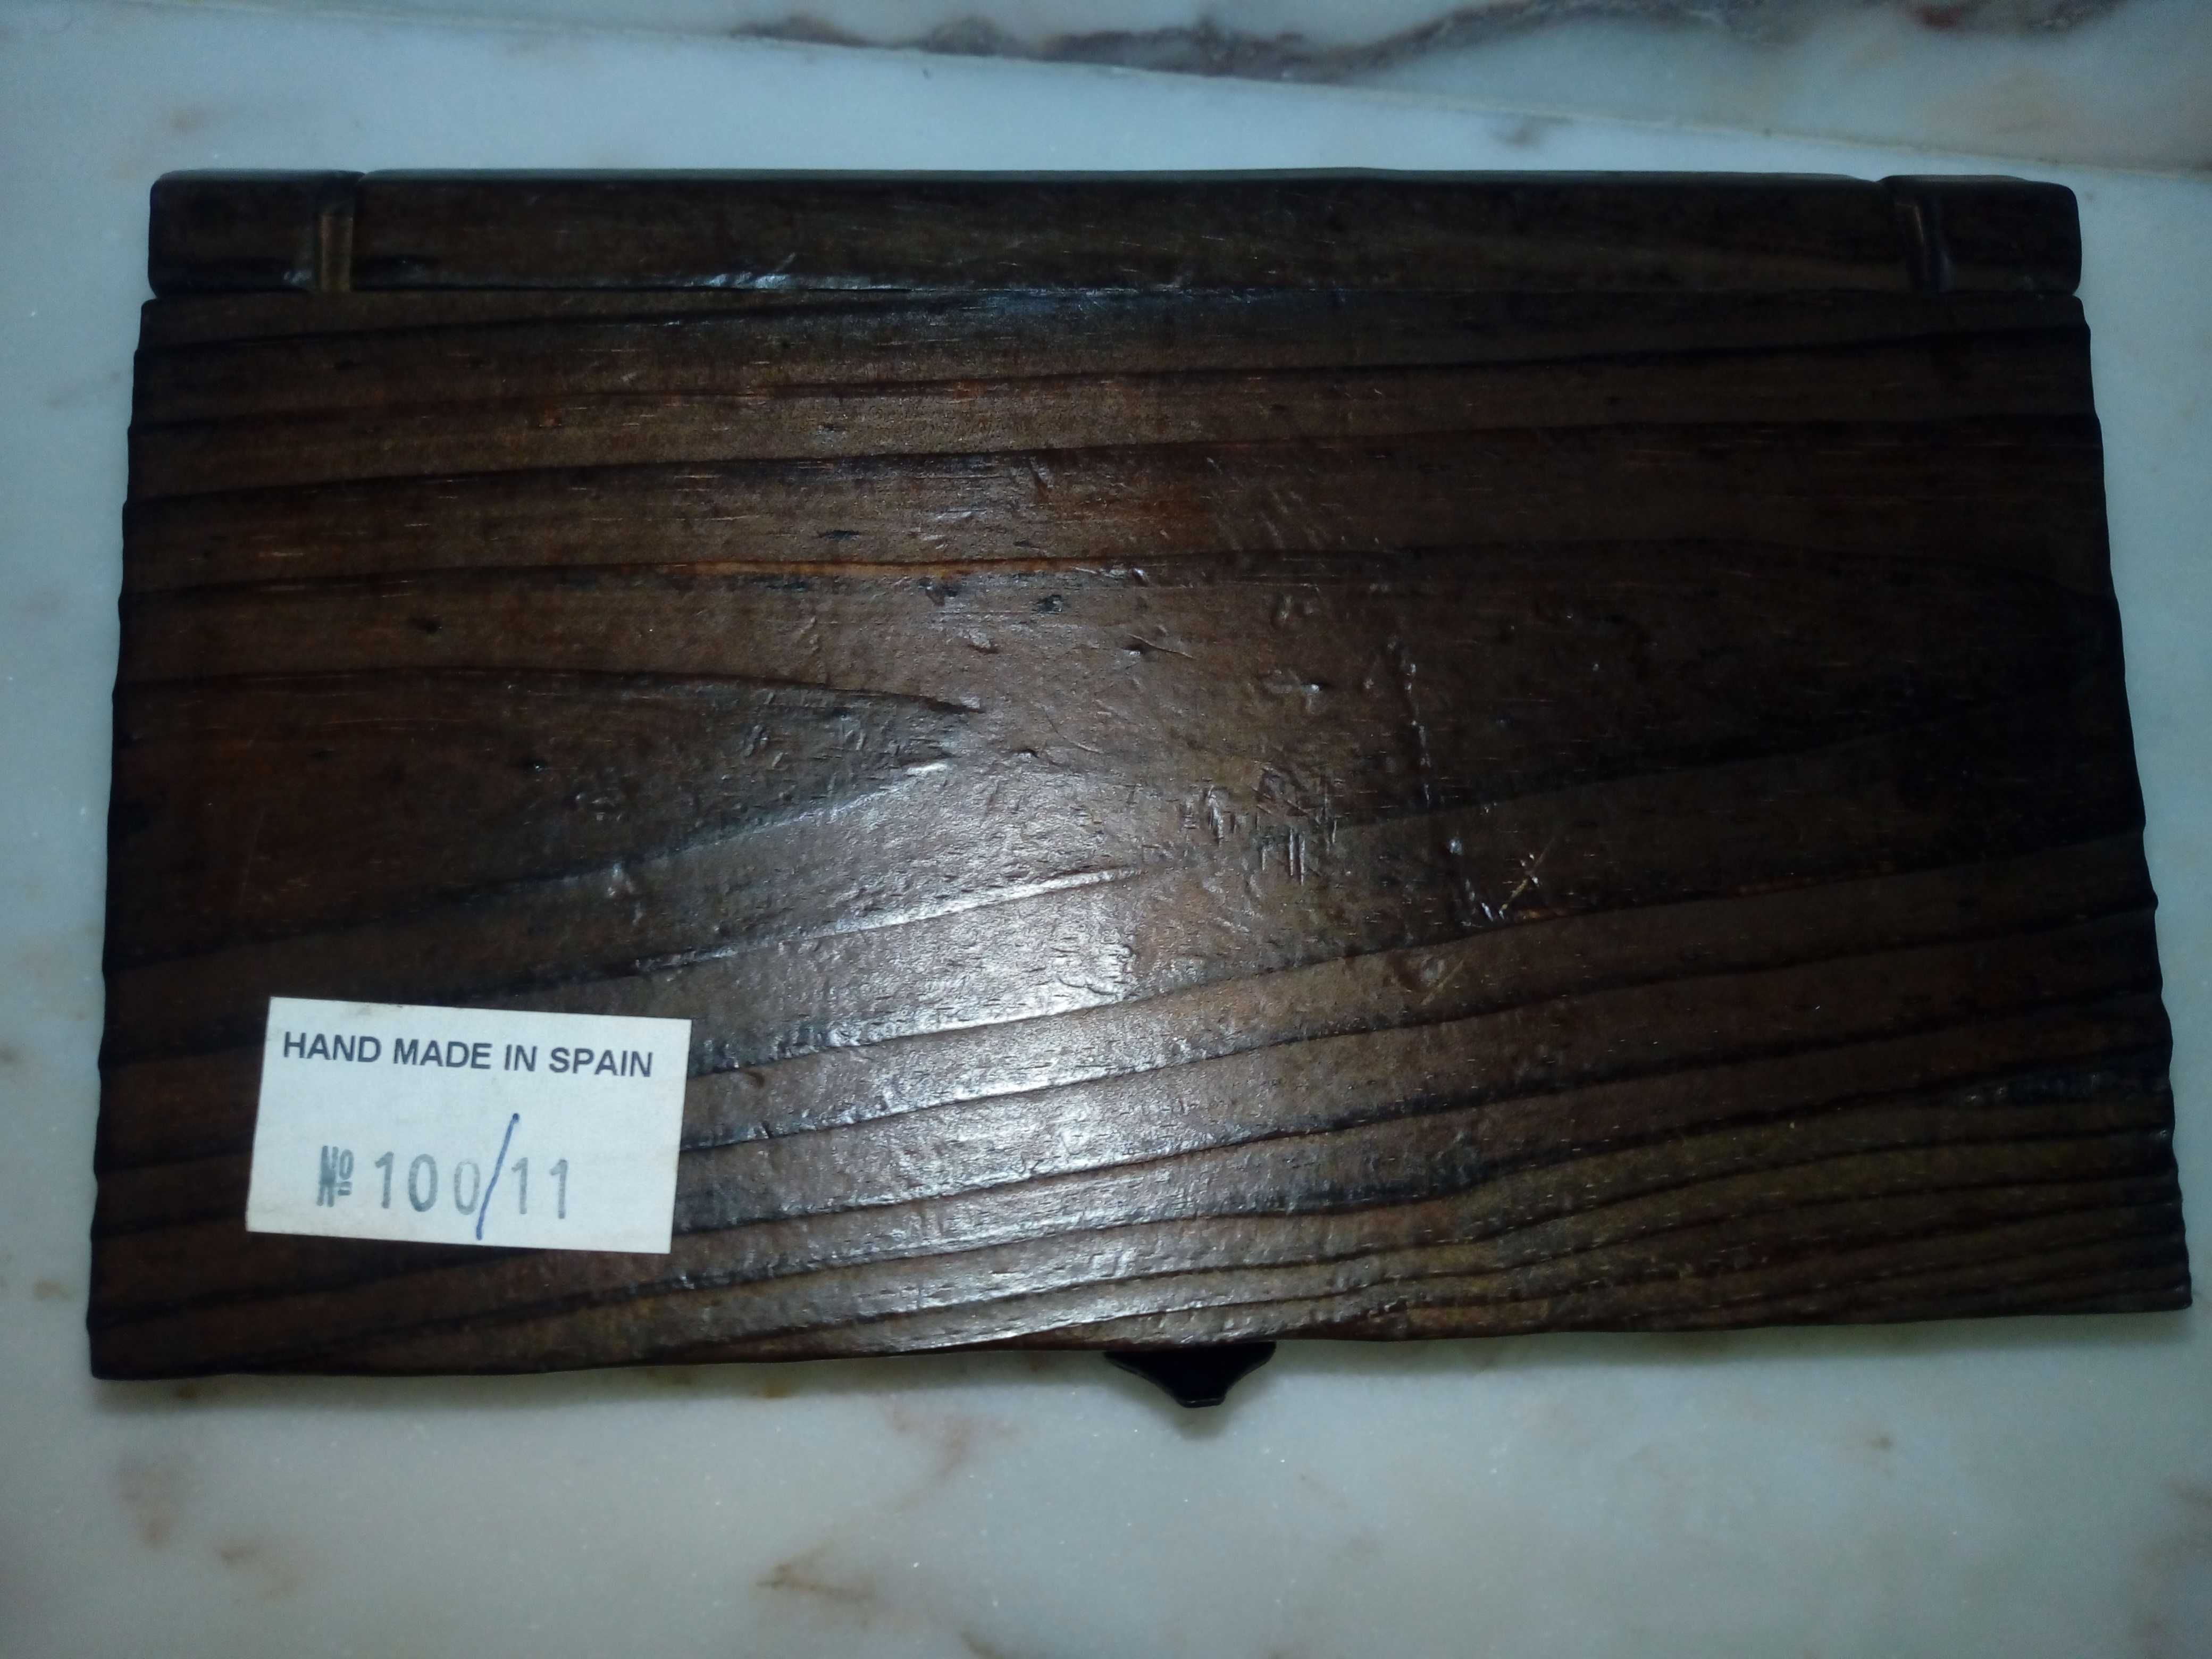 HAND MADE IN SPAIN
№ 100/11